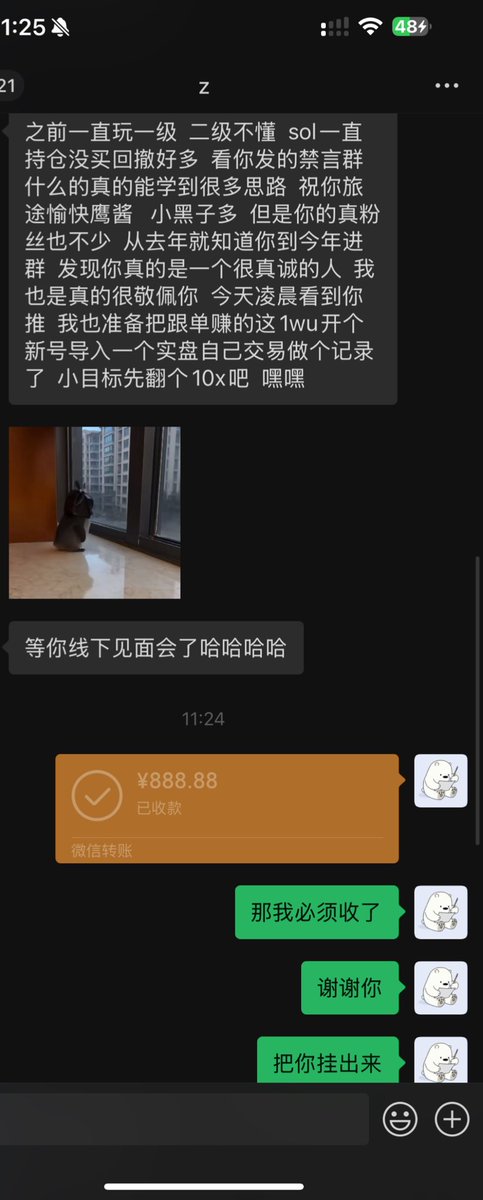 1:25
48
21
z
之前一直玩一级 二级不懂 sol一直
持仓没买回撤好多 看你发的禁言群
什么的真的能学到很多思路 祝你旅
途愉快鹰酱 小黑子多 但是你的真粉
丝也不少 从去年就知道你到今年进
群 发现你真的是一个很真诚的人 我
也是真的很敬佩你 今天凌晨看到你
推 我也准备把跟单赚的这1wu开个
新号导入一个实盘自己交易做个记录
了 小目标先翻个10x吧 嘿嘿
等你线下见面会了哈哈哈哈
11:24
¥888.88
已收款
微信转账
那我必须收了
谢谢你
把你挂出来